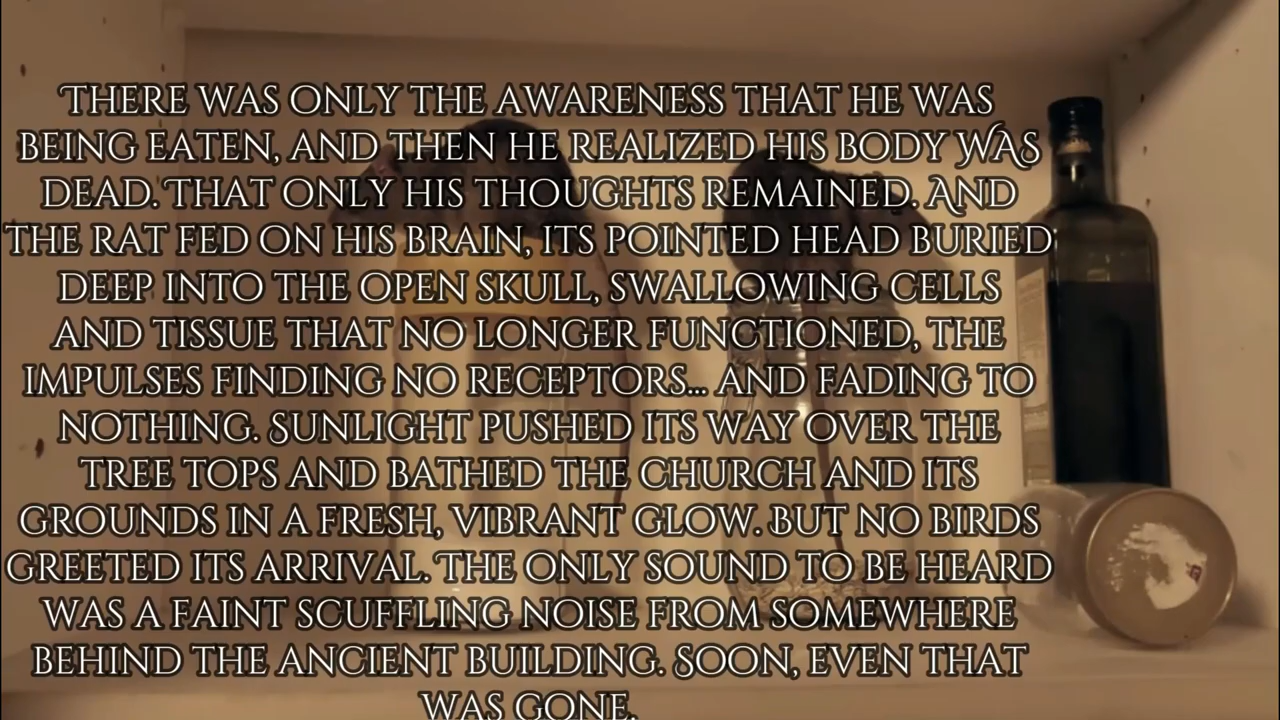 There was only the awareness that he was
being eaten, and then he realized his body was
dead. That only his thoughts remained. And
the rat fed on his brain, its pointed head buried
deep into the open skull, swallowing cells
and tissue that no longer functioned, the
impulses finding no receptors... and fading to
nothing. Sunlight pushed its way over the
tree tops and bathed the church and its
grounds in a fresh, vibrant glow. But no birds
greeted its arrival. The only sound to be heard
was a faint scuffling noise from somewhere
behind the ancient building. Soon, even that
was gone.